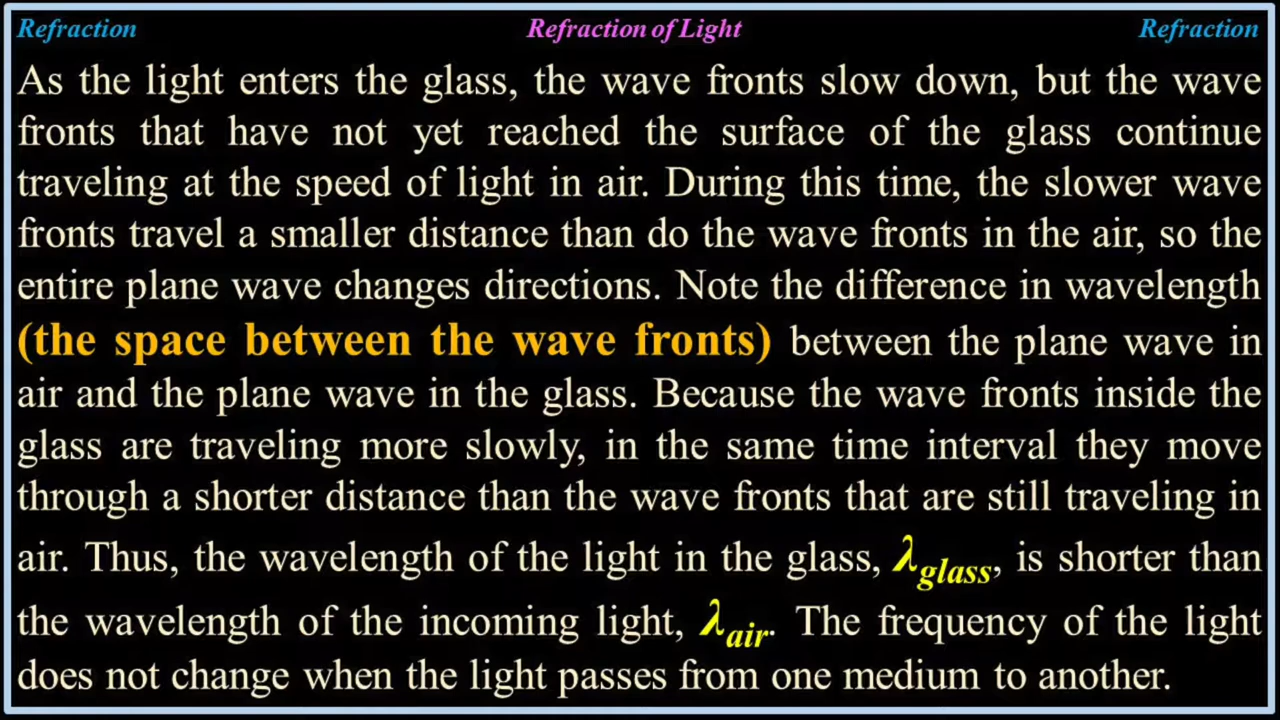 Refraction Refraction of Light Refraction
As the light enters the glass, the wave fronts slow down, but the wave
fronts that have not yet reached the surface of the glass continue
traveling at the speed of light in air. During this time, the slower wave
fronts travel a smaller distance than do the wave fronts in the air, so the
entire plane wave changes directions. Note the difference in wavelength
(the space between the wave fronts) between the plane wave in
air and the plane wave in the glass. Because the wave fronts inside the
glass are traveling more slowly, in the same time interval they move
through a shorter distance than the wave fronts that are still traveling in
air. Thus, the wavelength of the light in the glass, λglass, is shorter than
the wavelength of the incoming light, λair. The frequency of the light
does not change when the light passes from one medium to another.